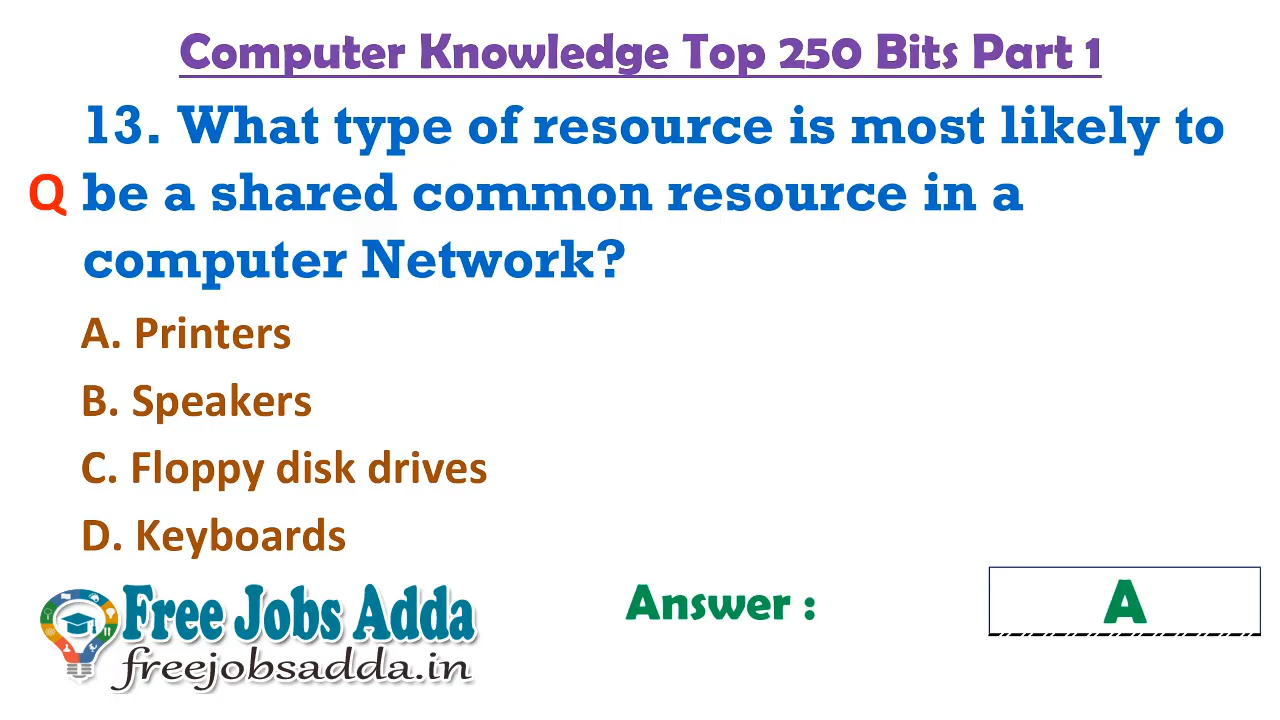 Computer Knowledge Top 250 Bits Part 1
13. What type of resource is most likely to
Q be a shared common resource in a
computer Network?
A. Printers
B. Speakers
C. Floppy disk drives
D. Keyboards
Free Jobs Adda
freejobsadda.in
Answer :
A